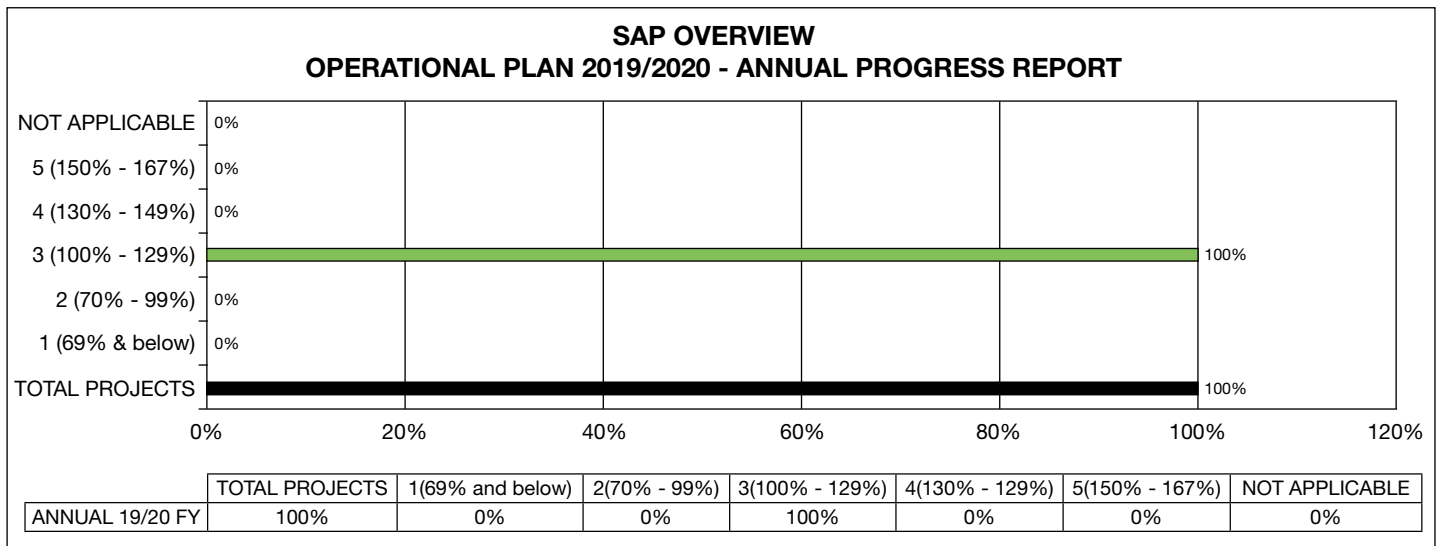 SAP OVERVIEW
OPERATIONAL PLAN 2019/2020 - ANNUAL PROGRESS REPORT
NOT APPLICABLE 0%
5 (150% - 167%) 0%
4 (130% - 149%) 0%
3 (100% - 129%) 100%
2 (70% - 99%) 0%
1 (69% & below) 0%
TOTAL PROJECTS 100%
0% 20% 40% 60% 80% 100% 120%
TOTAL PROJECTS 1(69% and below) 2(70% - 99%) 3(100% - 129%) 4(130% - 129%) 5(150% - 167%) NOT APPLICABLE
ANNUAL 19/20 FY 100% 0% 0% 100% 0% 0% 0%